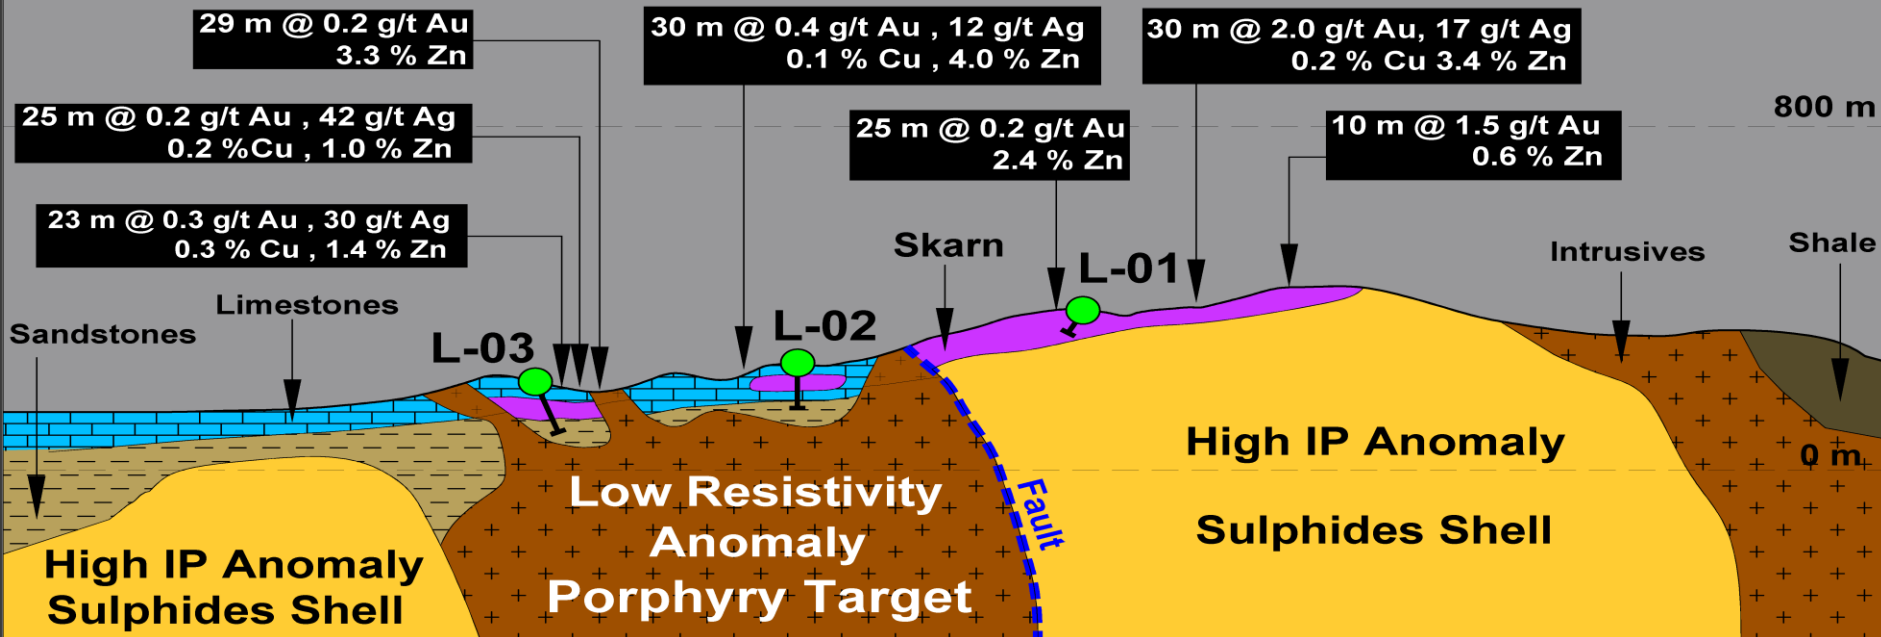 29 m @ 0.2 g/t Au
3.3 % Zn
30 m @ 0.4 g/t Au , 12 g/t Ag
0.1 % Cu , 4.0 % Zn
30 m @ 2.0 g/t Au, 17 g/t Ag
0.2 % Cu 3.4 % Zn
25 m @ 0.2 g/t Au , 42 g/t Ag
0.2 %Cu , 1.0 % Zn
25 m @ 0.2 g/t Au
2.4 % Zn
10 m @ 1.5 g/t Au
0.6 % Zn
800 m
23 m @ 0.3 g/t Au , 30 g/t Ag
0.3 % Cu , 1.4 % Zn
Skarn
L-01
Intrusives
Shale
Limestones
Sandstones
L-03
L-02
High IP Anomaly
Sulphides Shell
0 m
Low Resistivity
Anomaly
Porphyry Target
Fault
High IP Anomaly
Sulphides Shell